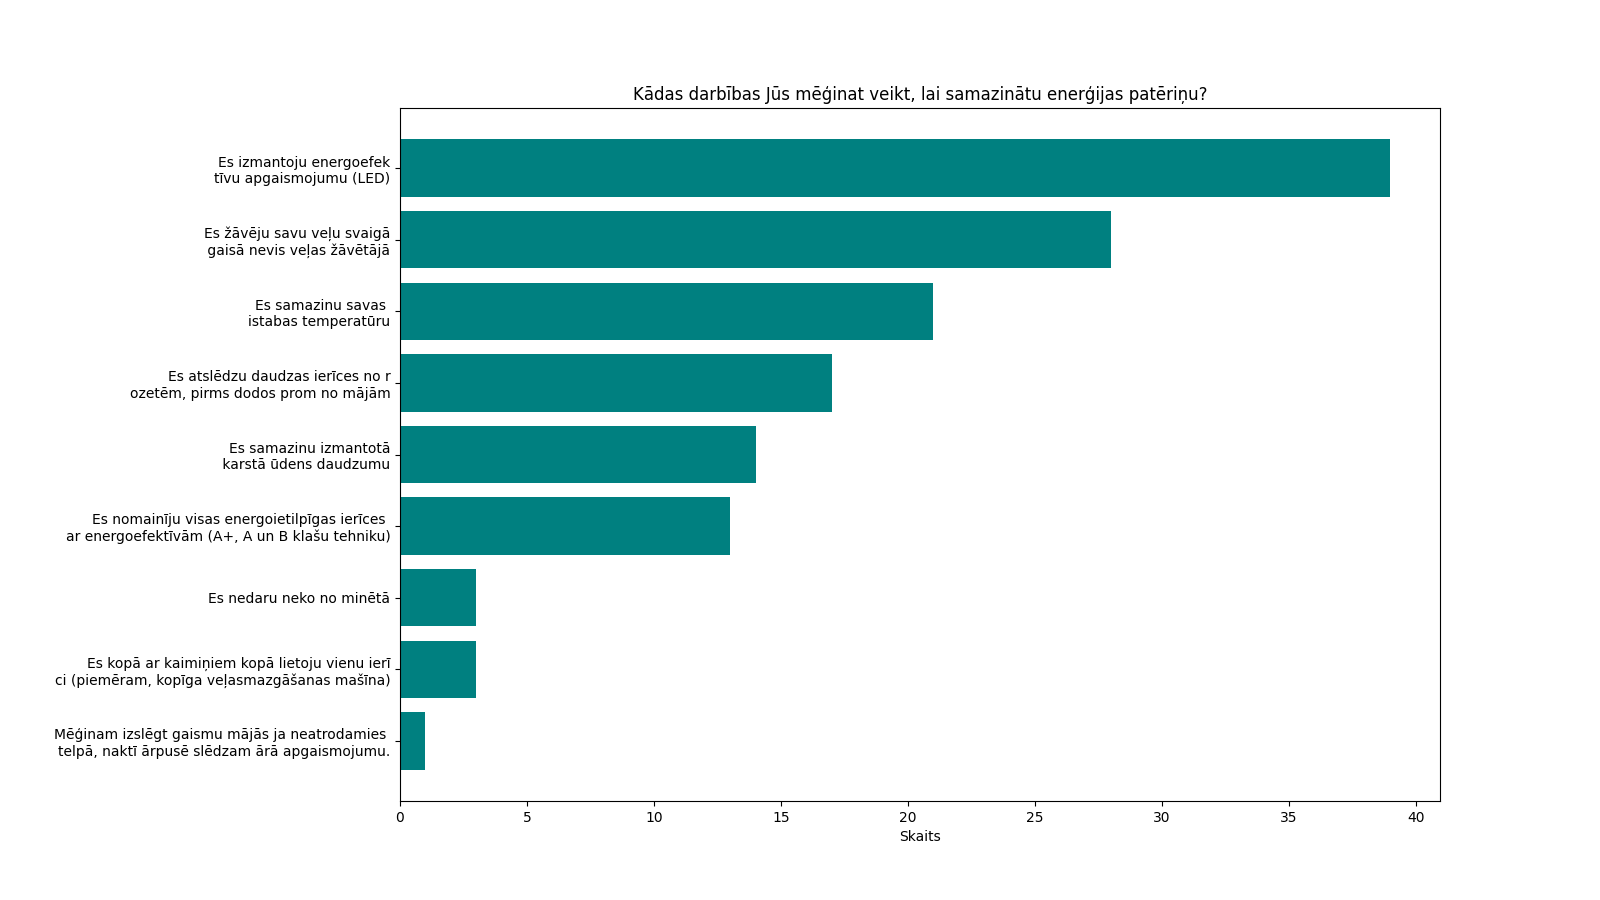 Kādas darbības Jūs mēģinat veikt, lai samazinātu enerģijas patēriņu?
Es izmantoju energoefek
tīvu apgaismojumu (LED)
Es žāvēju savu veļu svaigā
gaisā nevis veļas žāvētājā
Es samazinu savas
istabas temperatūru
Es atslēdzu daudzas ierīces no r
ozetēm, pirms dodos prom no mājām
Es samazinu izmantotā
karstā ūdens daudzumu
Es nomainīju visas energoietilpīgas ierīces
ar energoefektīvām (A+, A un B klašu tehniku)
Es nedaru neko no minētā
Es kopā ar kaimiņiem kopā lietoju vienu ierī
ci (piemēram, kopīga veļasmazgāšanas mašīna)
Mēģinam izslēgt gaismu mājās ja neatrodamies
telpā, naktī ārpusē slēdzam ārā apgaismojumu.
0 5 10 15 20 25 30 35 40
Skaits